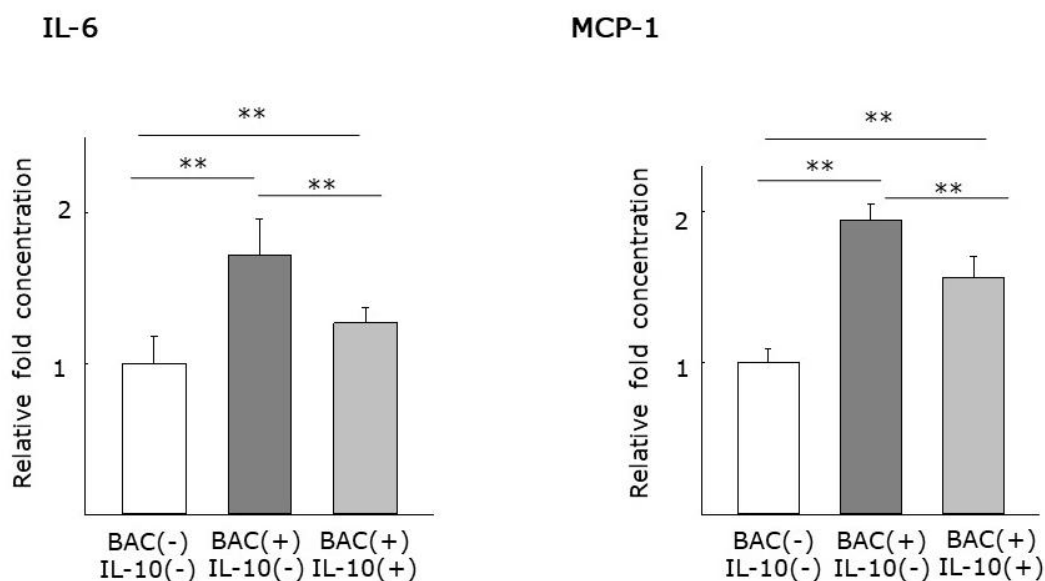 IL-6
**
**
**
Relative fold concentration
2
1
BAC(-) BAC(+) BAC(+)
IL-10(-) IL-10(-) IL-10(+)
MCP-1
**
**
**
Relative fold concentration
2
1
BAC(-) BAC(+) BAC(+)
IL-10(-) IL-10(-) IL-10(+)